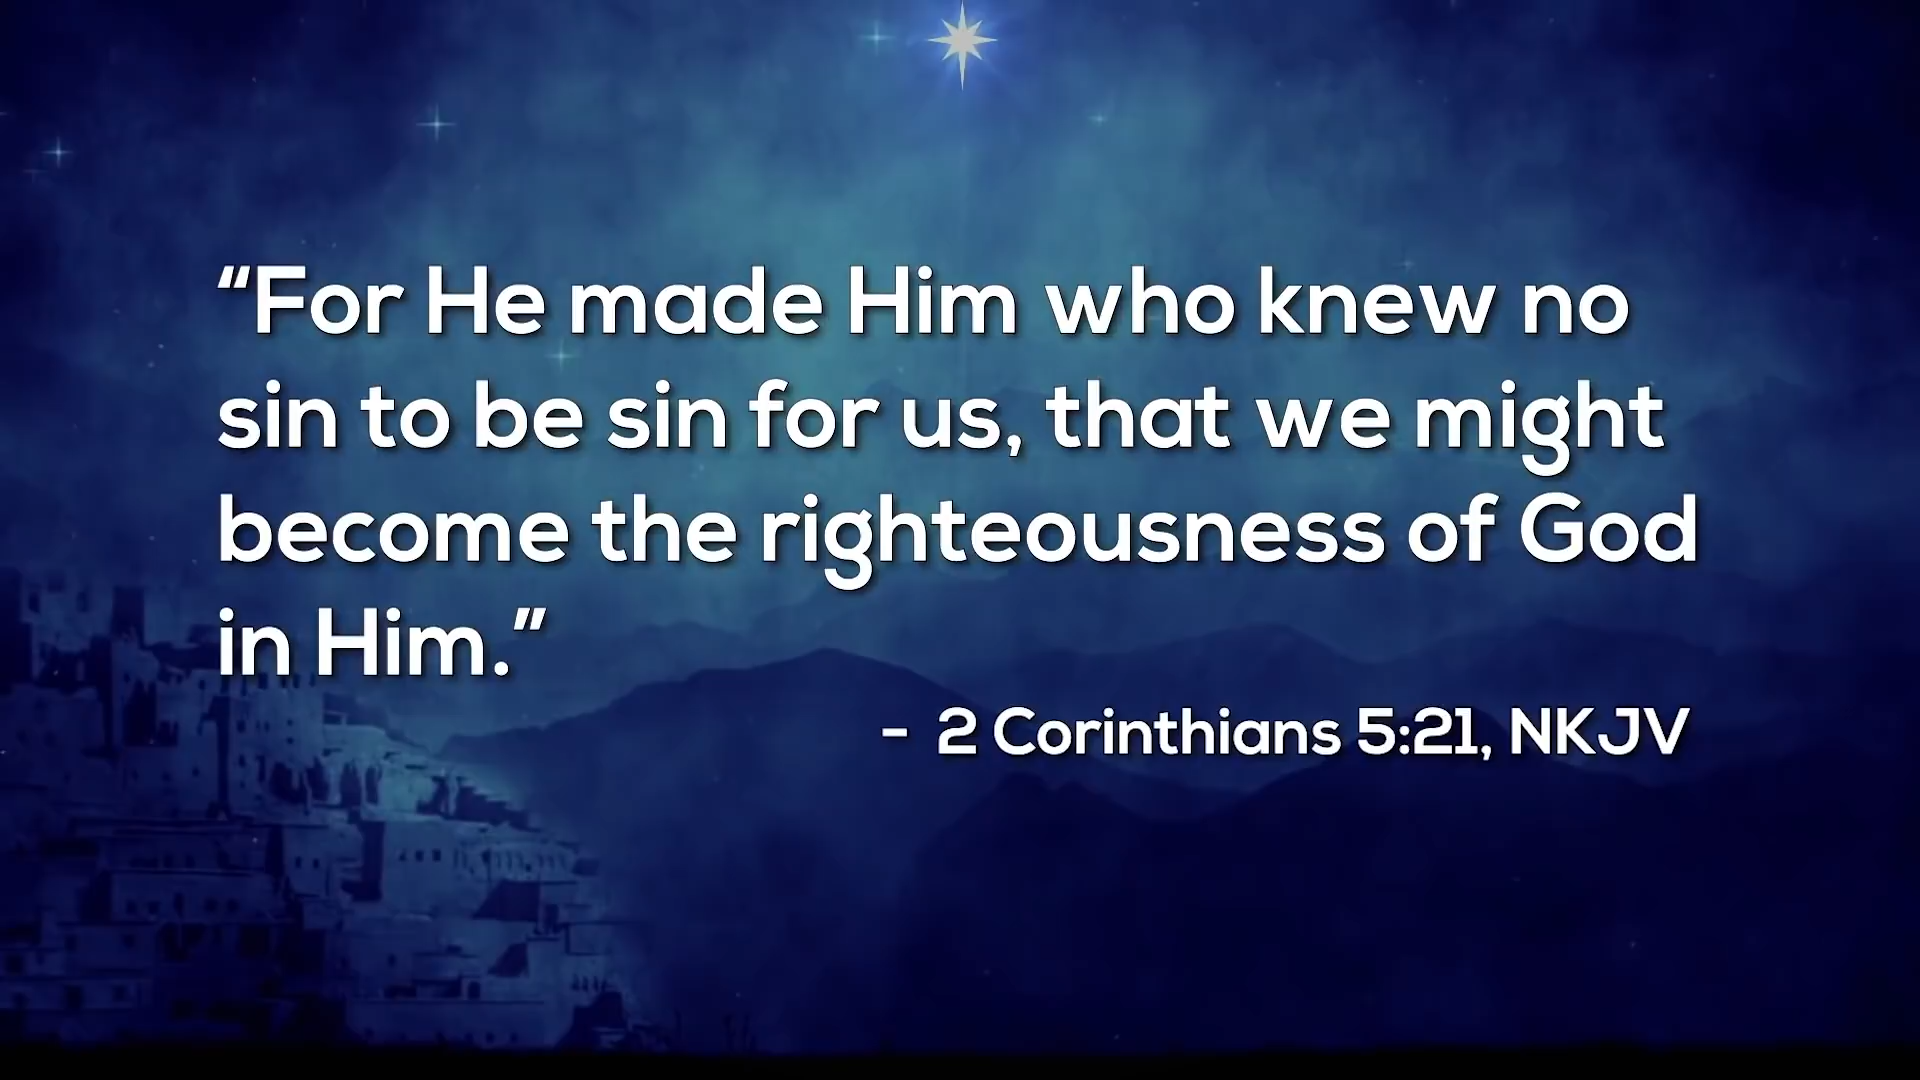 “For He made Him who knew no
sin to be sin for us, that we might
become the righteousness of God
in Him.”
- 2 Corinthians 5:21, NKJV